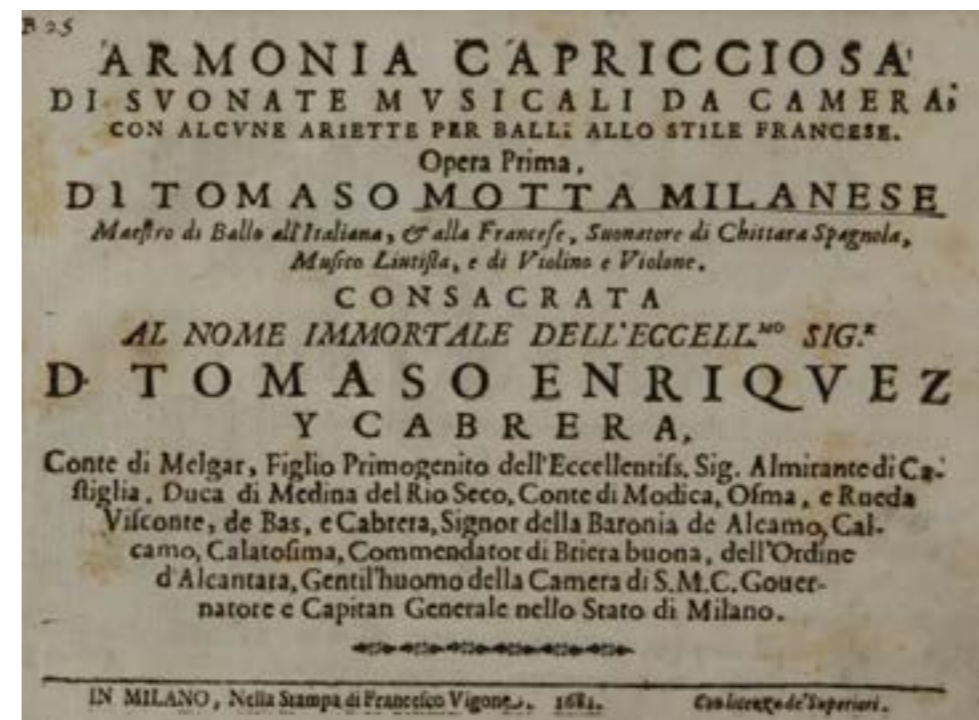 B 25
ARMONIA CAPRICCIOSA
DI SVONATE MVSICALI DA CAMERA;
CON ALCVNE ARIETTE PER BALLI ALLO STILE FRANCESE.
Opera Prima,
DI TOMASO MOTTA MILANESE
Maeſtro di Ballo all'Italiana, & alla Franceſe, Suonatore di Chittara Spagnola,
Muſico Liutiſta, e di Violino e Violone.
CONSACRATA
AL NOME IMMORTALE DELL'ECCELL.MO SIG.R
D. TOMASO ENRIQVEZ
Y CABRERA,
Conte di Melgar, Figlio Primogenito dell'Eccellentiſs. Sig. Almirante di Ca-
ſtiglia, Duca di Medina del Rio Seco, Conte di Modica, Oſma, e Rueda
Viſconte, de Bas, e Cabrera, Signor della Baronia de Alcamo, Cal-
camo, Calatoſima, Commendator di Briera buona, dell'Ordine
d'Alcantara, Gentil'huomo della Camera di S.M.C. Gouer-
natore e Capitan Generale nello Stato di Milano.
IN MILANO, Nella Stampa di Franceſco Vigone. 1681. Con licenza de' Superiori.